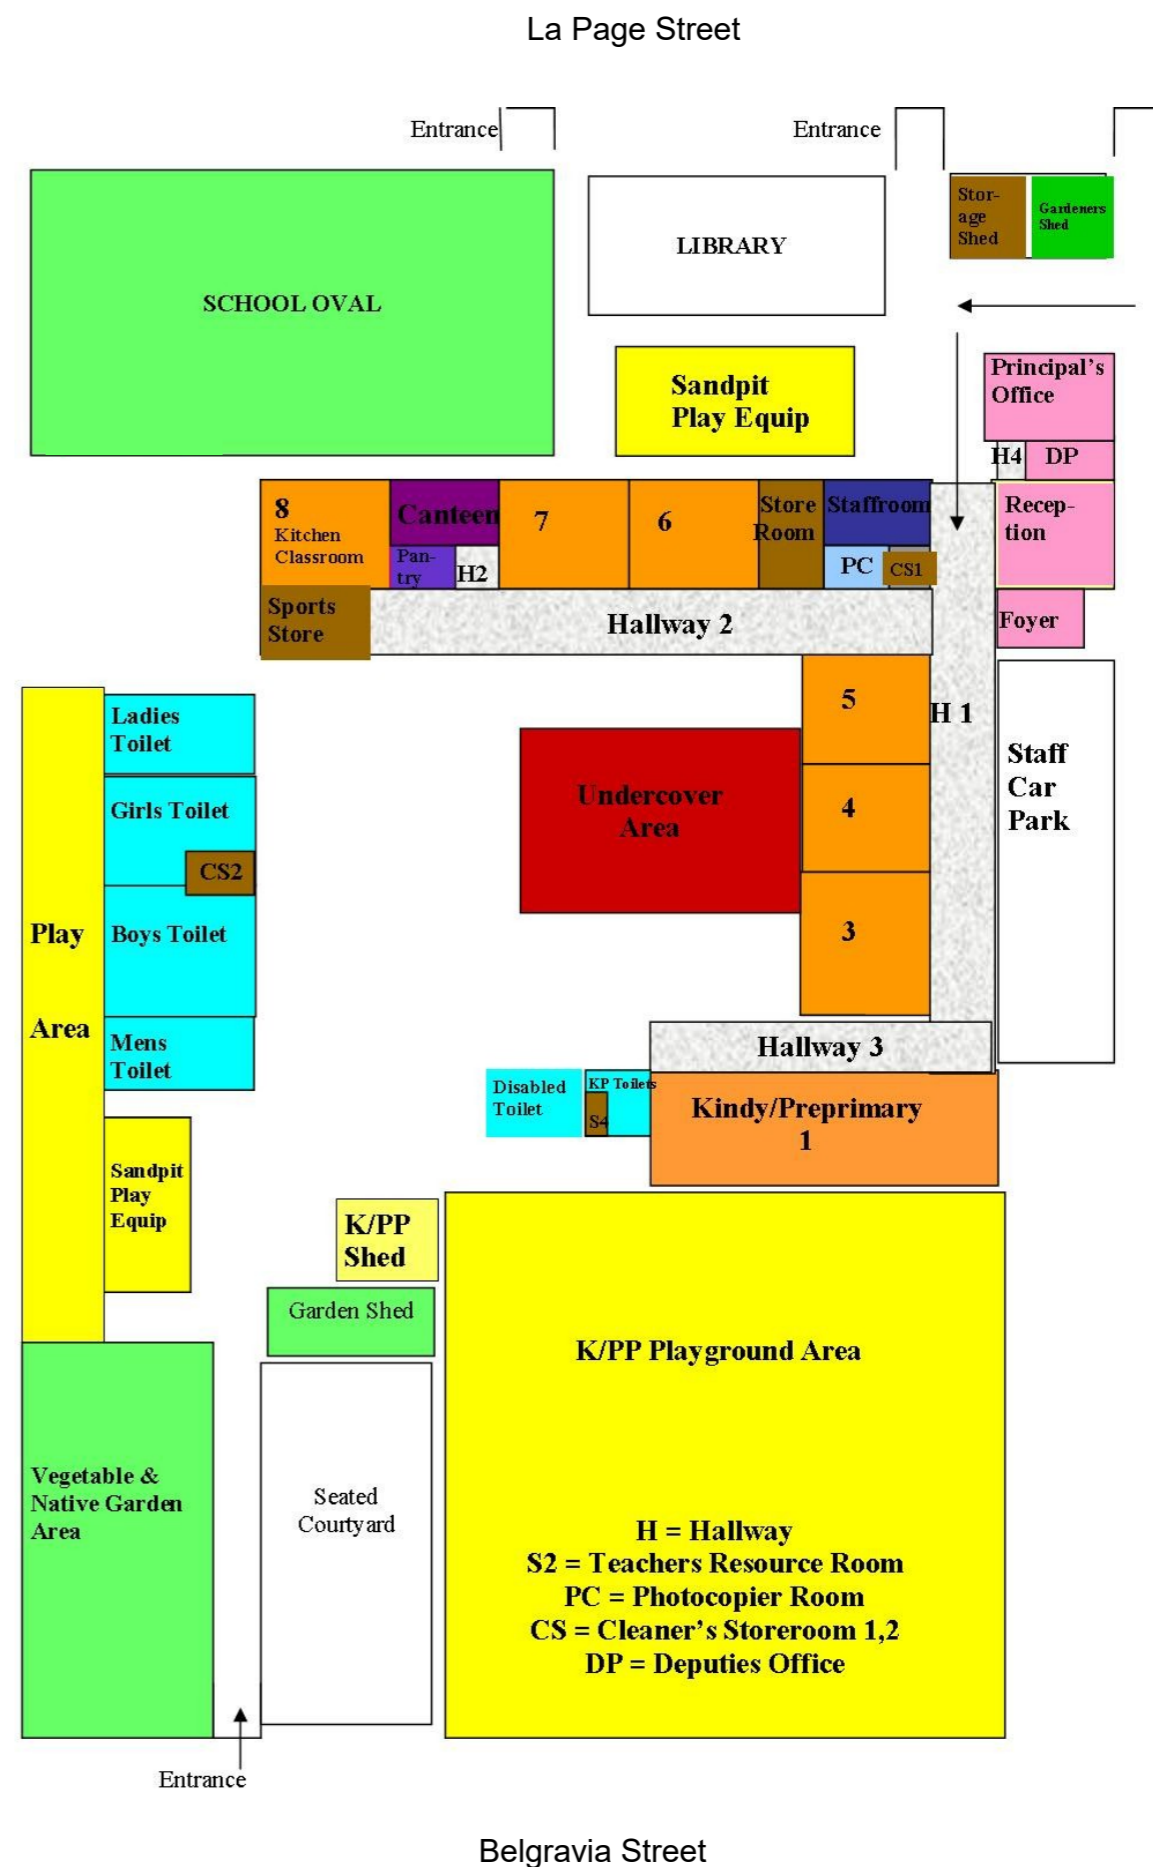 La Page Street
Entrance
Entrance
Stor-
age
Shed
Gardeners
Shed
SCHOOL OVAL
LIBRARY
Sandpit
Play Equip
Principal's
Office
H4
DP
8
Kitchen
Classroom
Canteen
Pan-
try
H2
7
6
Store
Room
Staffroom
PC
CS1
Recep-
tion
Sports
Store
Hallway 2
Foyer
Ladies
Toilet
Girls Toilet
CS2
Boys Toilet
Mens
Toilet
Play
Area
Undercover
Area
5
4
3
H 1
Staff
Car
Park
Hallway 3
Disabled
Toilet
KP Toilets
S4
Kindy/Preprimary
1
Sandpit
Play
Equip
K/PP
Shed
Garden Shed
K/PP Playground Area
Vegetable &
Native Garden
Area
Seated
Courtyard
H = Hallway
S2 = Teachers Resource Room
PC = Photocopier Room
CS = Cleaner's Storeroom 1,2
DP = Deputies Office
Entrance
Belgravia Street